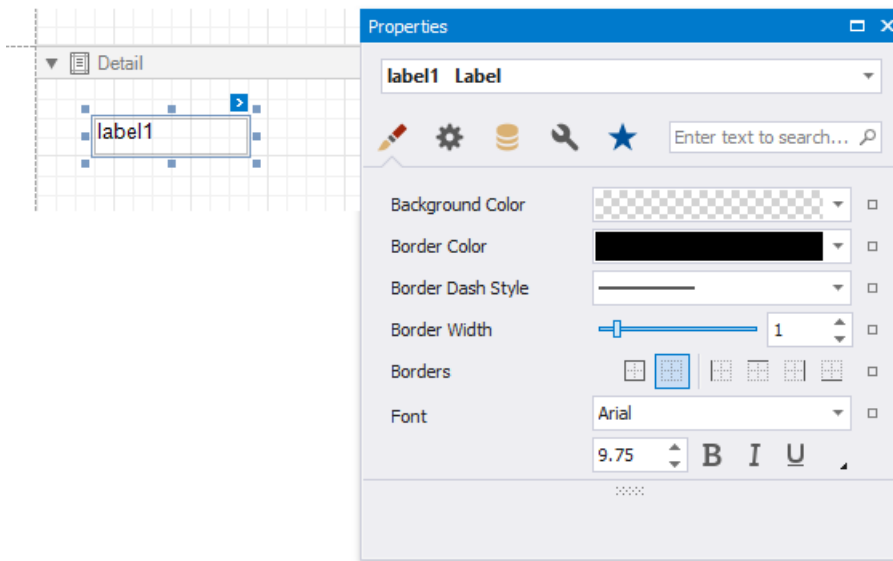 Properties
Detail
label1 Label
label1
Enter text to search...
Background Color
Border Color
Border Dash Style
Border Width
1
Borders
Font
Arial
9.75
B I U